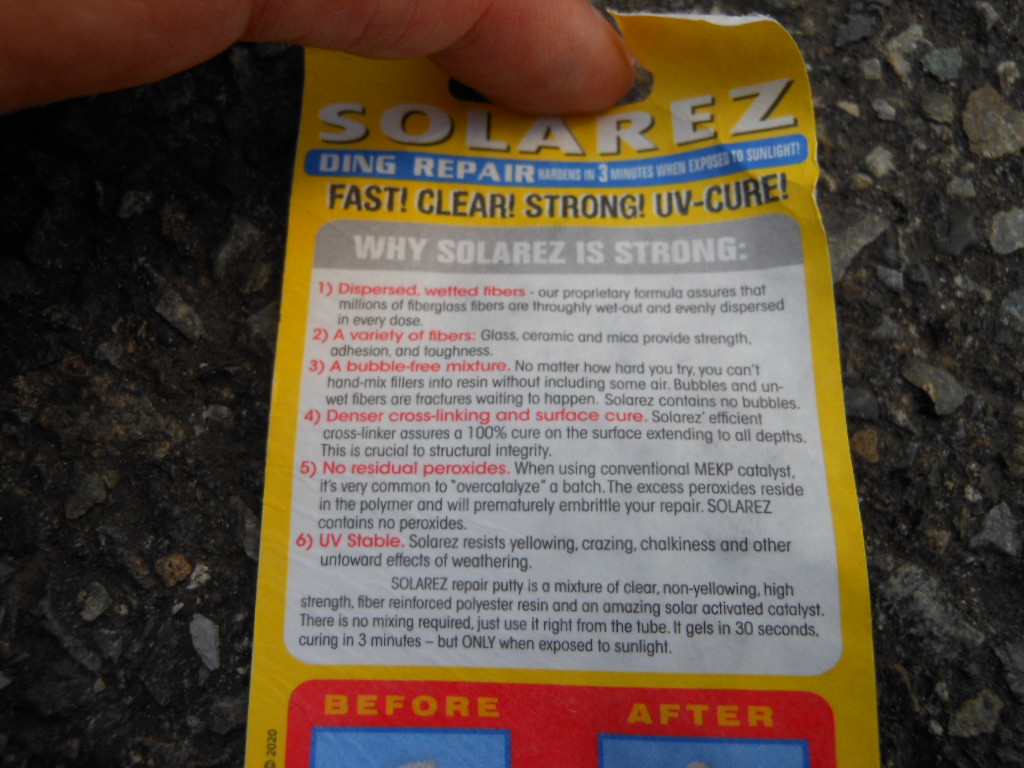 SOLAREZ
DING REPAIR HARDENS IN 3 MINUTES WHEN EXPOSED TO SUNLIGHT!
FAST! CLEAR! STRONG! UV-CURE!
WHY SOLAREZ IS STRONG:
1) Dispersed, wetted fibers - our proprietary formula assures that
millions of fiberglass fibers are throughly wet-out and evenly dispersed
in every dose.
2) A variety of fibers: Glass, ceramic and mica provide strength,
adhesion, and toughness.
3) A bubble-free mixture. No matter how hard you try, you can't
hand-mix fillers into resin without including some air. Bubbles and un-
wet fibers are fractures waiting to happen. Solarez contains no bubbles.
4) Denser cross-linking and surface cure. Solarez' efficient
cross-linker assures a 100% cure on the surface extending to all depths.
This is crucial to structural integrity.
5) No residual peroxides. When using conventional MEKP catalyst,
it's very common to "overcatalyze" a batch. The excess peroxides reside
in the polymer and will prematurely embrittle your repair. SOLAREZ
contains no peroxides.
6) UV Stable. Solarez resists yellowing, crazing, chalkiness and other
untoward effects of weathering.
SOLAREZ repair putty is a mixture of clear, non-yellowing, high
strength, fiber reinforced polyester resin and an amazing solar activated catalyst.
There is no mixing required, just use it right from the tube. It gels in 30 seconds,
curing in 3 minutes – but ONLY when exposed to sunlight.
BEFORE AFTER
© 2020